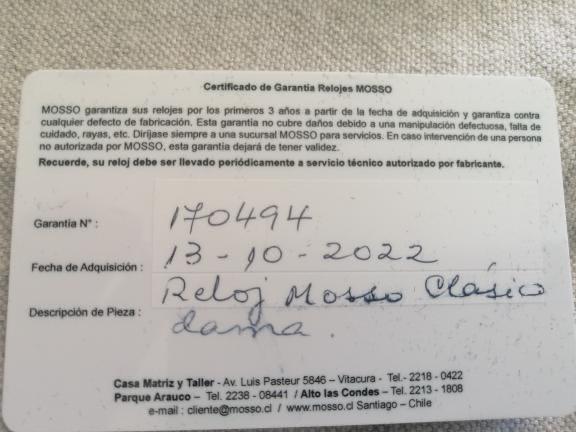 Certificado de Garantía Relojes MOSSO
MOSSO garantiza sus relojes por los primeros 3 años a partir de la fecha de adquisición y garantiza contra
cualquier defecto de fabricación. Esta garantía no cubre daños debido a una manipulación defectuosa, falta de
cuidado, rayas, etc. Diríjase siempre a una sucursal MOSSO para servicios. En caso intervención de una persona
no autorizada por MOSSO, esta garantía dejará de tener validez.
Recuerde, su reloj debe ser llevado periódicamente a servicio técnico autorizado por fabricante.
Garantía N° : 170494
Fecha de Adquisición : 13-10-2022
Descripción de Pieza : Reloj Mosso Clásico
dama.
Casa Matriz y Taller - Av. Luis Pasteur 5846 – Vitacura - Tel.- 2218 - 0422
Parque Arauco – Tel. 2238 - 08441 / Alto las Condes – Tel. 2213 - 1808
e-mail : cliente@mosso.cl / www.mosso.cl Santiago – Chile